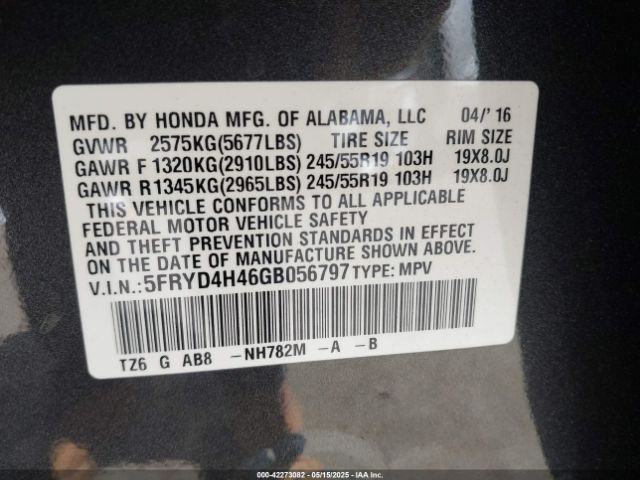 MFD. BY HONDA MFG. OF ALABAMA, LLC 04/'16
GVWR 2575KG(5677LBS) TIRE SIZE RIM SIZE
GAWR F 1320KG(2910LBS) 245/55R19 103H 19X8.0J
GAWR R 1345KG(2965LBS) 245/55R19 103H 19X8.0J
THIS VEHICLE CONFORMS TO ALL APPLICABLE
FEDERAL MOTOR VEHICLE SAFETY
AND THEFT PREVENTION STANDARDS IN EFFECT
ON THE DATE OF MANUFACTURE SHOWN ABOVE.
V.I.N.: 5FRYD4H46GB056797 TYPE: MPV
TZ6 G AB8 -NH782M -A -B
000-42273082 - 05/15/2025 - © IAA Holdings, LLC